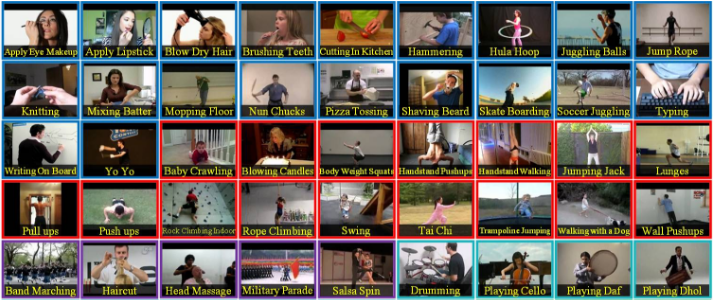 Apply Eye Makeup
Apply Lipstick
Blow Dry Hair
Brushing Teeth
Cutting In Kitchen
Hammering
Hula Hoop
Juggling Balls
Jump Rope
Knitting
Mixing Batter
Mopping Floor
Nun Chucks
Pizza Tossing
Shaving Beard
Skate Boarding
Soccer Juggling
Typing
Writing On Board
Yo Yo
Baby Crawling
Blowing Candles
Body Weight Squats
Handstand Pushups
Handstand Walking
Jumping Jack
Lunges
Pull ups
Push ups
Rock Climbing Indoor
Rope Climbing
Swing
Tai Chi
Trampoline Jumping
Walking with a Dog
Wall Pushups
Band Marching
Haircut
Head Massage
Military Parade
Salsa Spin
Drumming
Playing Cello
Playing Daf
Playing Dhol